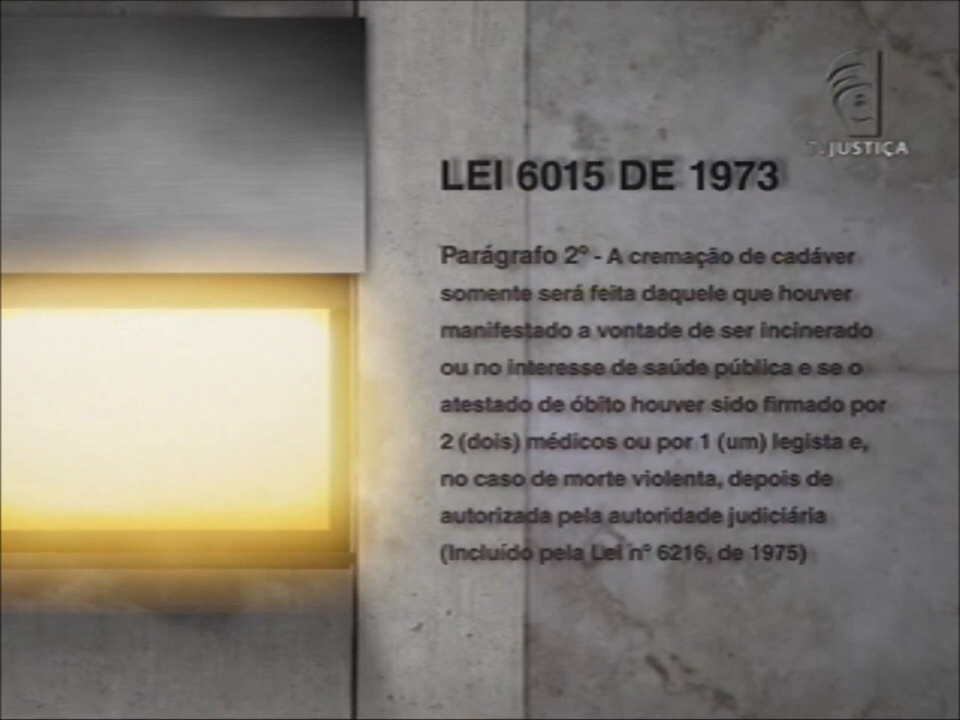 JUSTIÇA
LEI 6015 DE 1973
Parágrafo 2º - A cremação de cadáver
somente será feita daquele que houver
manifestado a vontade de ser incinerado
ou no interesse de saúde pública e se o
atestado de óbito houver sido firmado por
2 (dois) médicos ou por 1 (um) legista e,
no caso de morte violenta, depois de
autorizada pela autoridade judiciária
(Incluído pela Lei nº 6216, de 1975)